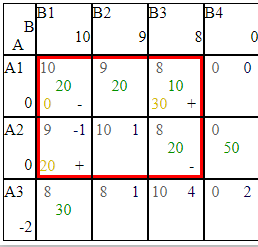 B1 B2 B3 B4
B
A 10 9 8 0
A1 10 9 8 0 0
20 20 10
0 0 - 30 +
A2 9 -1 10 1 8 0
20 50
0 20 + -
A3 8 8 1 10 4 0 2
30
-2